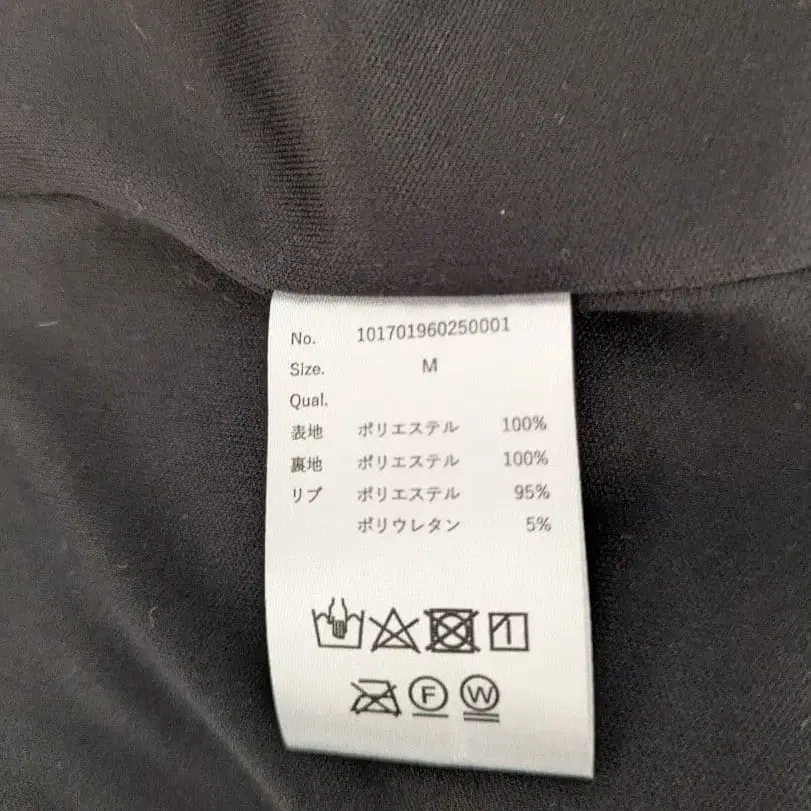 No. 101701960250001
Size. M
Qual.
表地 ポリエステル 100%
裏地 ポリエステル 100%
リブ ポリエステル 95%
ポリウレタン 5%
F W